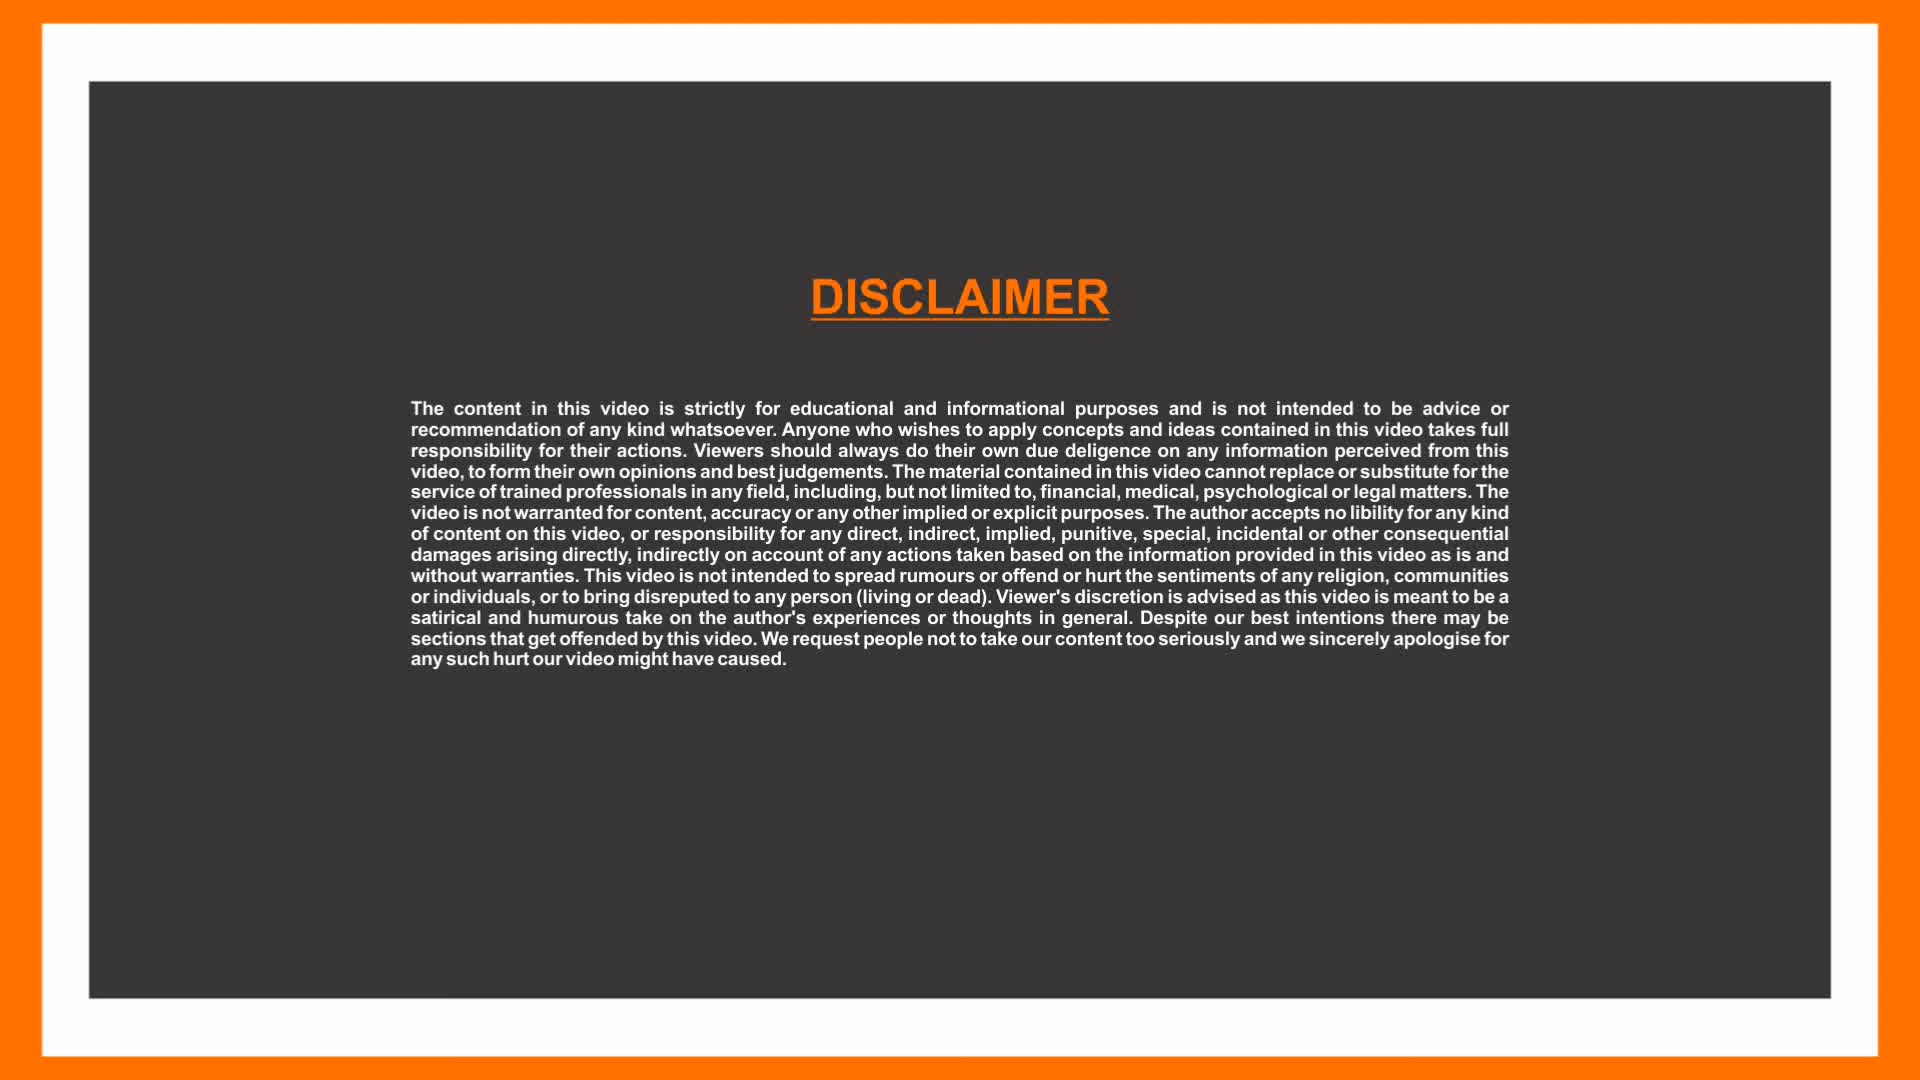 DISCLAIMER
The content in this video is strictly for educational and informational purposes and is not intended to be advice or
recommendation of any kind whatsoever. Anyone who wishes to apply concepts and ideas contained in this video takes full
responsibility for their actions. Viewers should always do their own due deligence on any information perceived from this
video, to form their own opinions and best judgements. The material contained in this video cannot replace or substitute for the
service of trained professionals in any field, including, but not limited to, financial, medical, psychological or legal matters. The
video is not warranted for content, accuracy or any other implied or explicit purposes. The author accepts no libility for any kind
of content on this video, or responsibility for any direct, indirect, implied, punitive, special, incidental or other consequential
damages arising directly, indirectly on account of any actions taken based on the information provided in this video as is and
without warranties. This video is not intended to spread rumours or offend or hurt the sentiments of any religion, communities
or individuals, or to bring disreputed to any person (living or dead). Viewer's discretion is advised as this video is meant to be a
satirical and humurous take on the author's experiences or thoughts in general. Despite our best intentions there may be
sections that get offended by this video. We request people not to take our content too seriously and we sincerely apologise for
any such hurt our video might have caused.